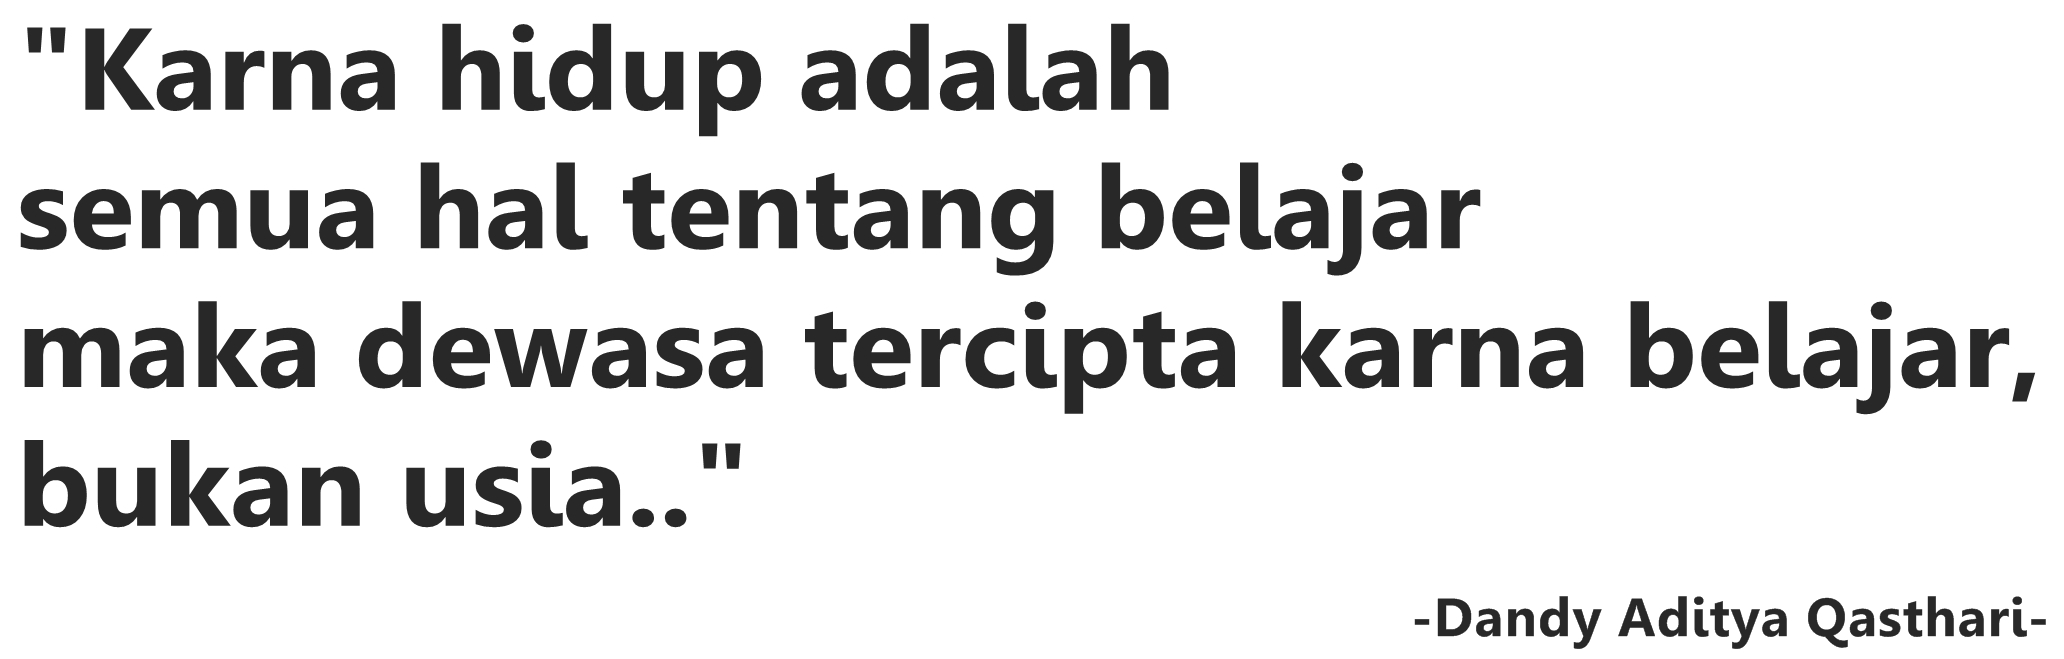 "Karna hidup adalah
semua hal tentang belajar
maka dewasa tercipta karna belajar,
bukan usia.."
-Dandy Aditya Qasthari-